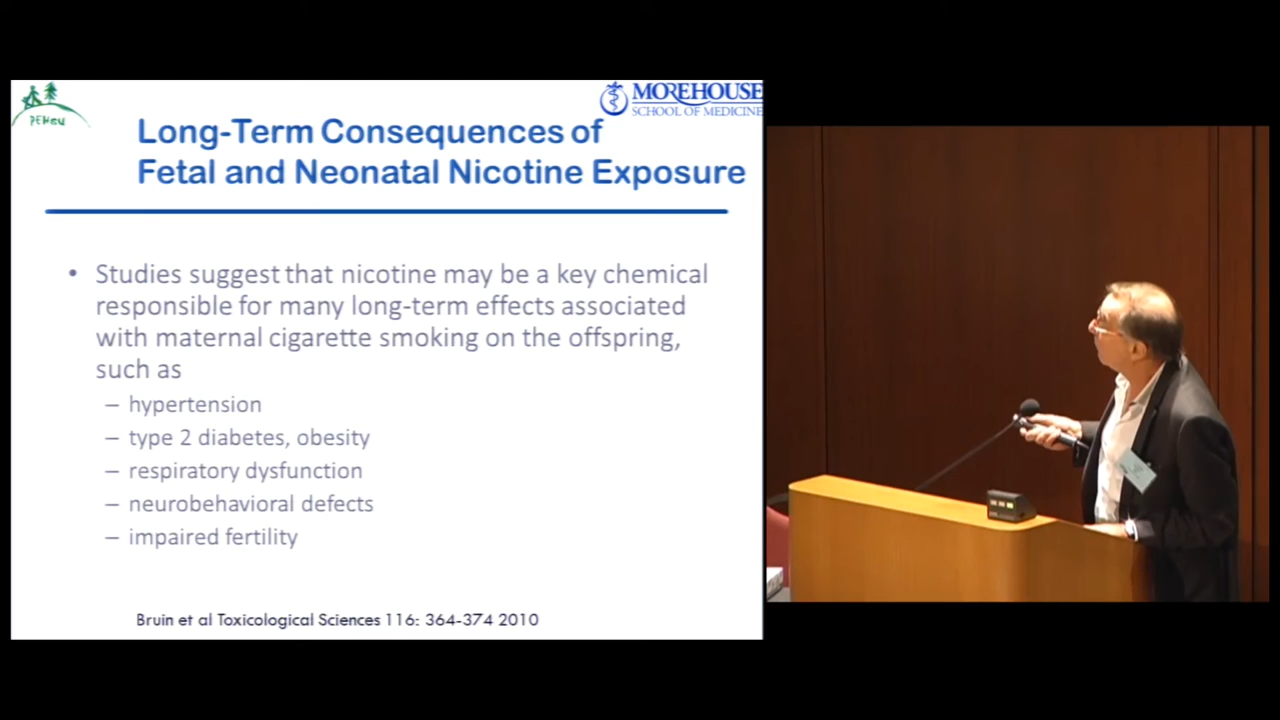 PEHSU
MOREHOUSE
SCHOOL OF MEDICINE
Long-Term Consequences of
Fetal and Neonatal Nicotine Exposure
• Studies suggest that nicotine may be a key chemical
responsible for many long-term effects associated
with maternal cigarette smoking on the offspring,
such as
– hypertension
– type 2 diabetes, obesity
– respiratory dysfunction
– neurobehavioral defects
– impaired fertility
Bruin et al Toxicological Sciences 116: 364-374 2010